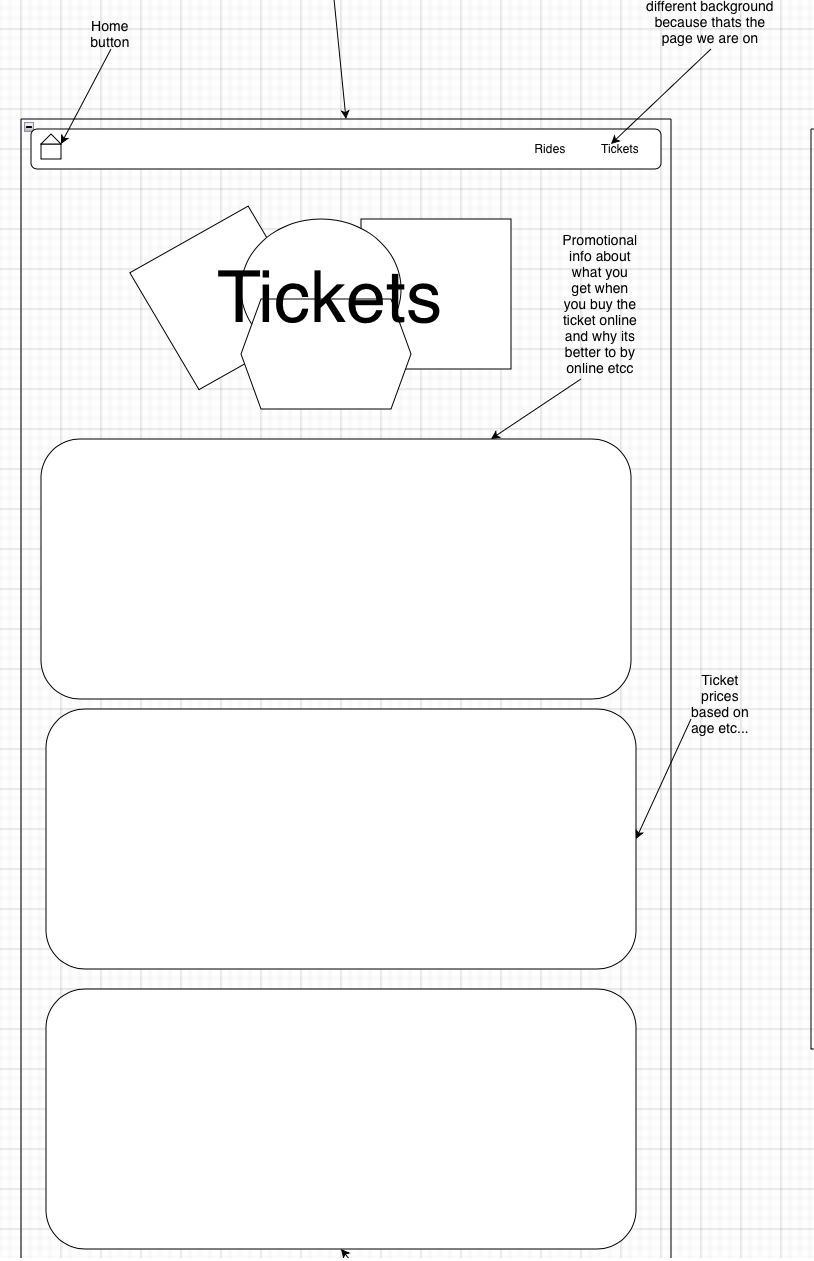 different background
because thats the
page we are on
Home
button
Rides
Tickets
Tickets
Promotional
info about
what you
get when
you buy the
ticket online
and why its
better to by
online etcc
Ticket
prices
based on
age etc...